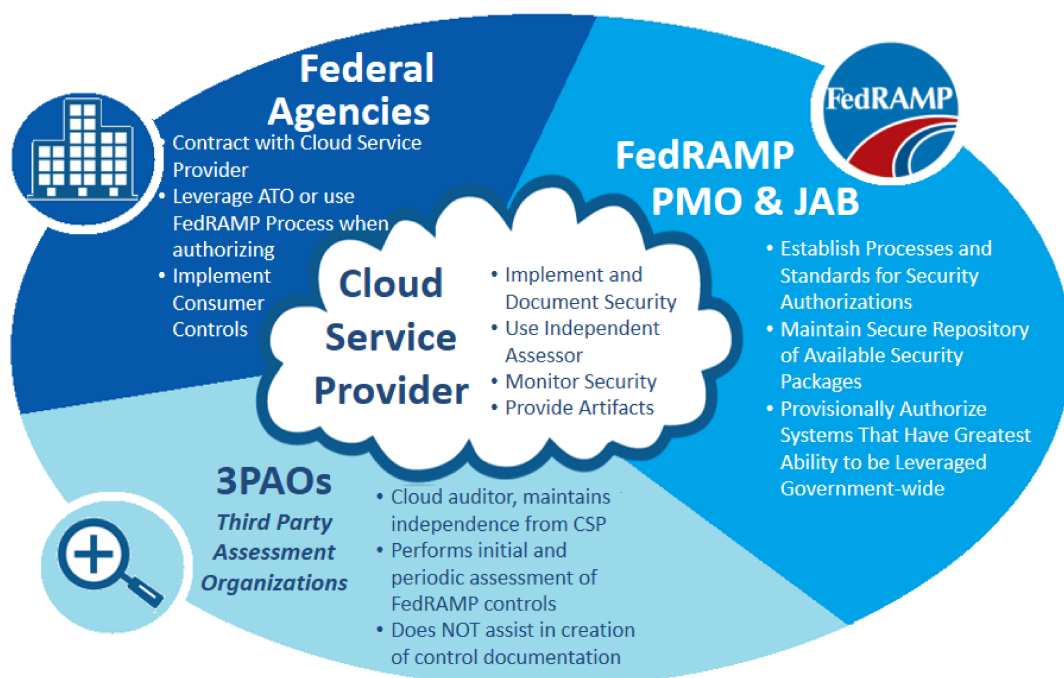 Federal
Agencies
• Contract with Cloud Service
Provider
• Leverage ATO or use
FedRAMP Process when
authorizing
• Implement
Consumer
Controls
FedRAMP
FedRAMP
PMO & JAB
• Establish Processes and
Standards for Security
Authorizations
• Maintain Secure Repository
of Available Security
Packages
• Provisionally Authorize
Systems That Have Greatest
Ability to be Leveraged
Government-wide
Cloud
Service
Provider
• Implement and
Document Security
• Use Independent
Assessor
• Monitor Security
• Provide Artifacts
3PAOs
Third Party
Assessment
Organizations
• Cloud auditor, maintains
independence from CSP
• Performs initial and
periodic assessment of
FedRAMP controls
• Does NOT assist in creation
of control documentation